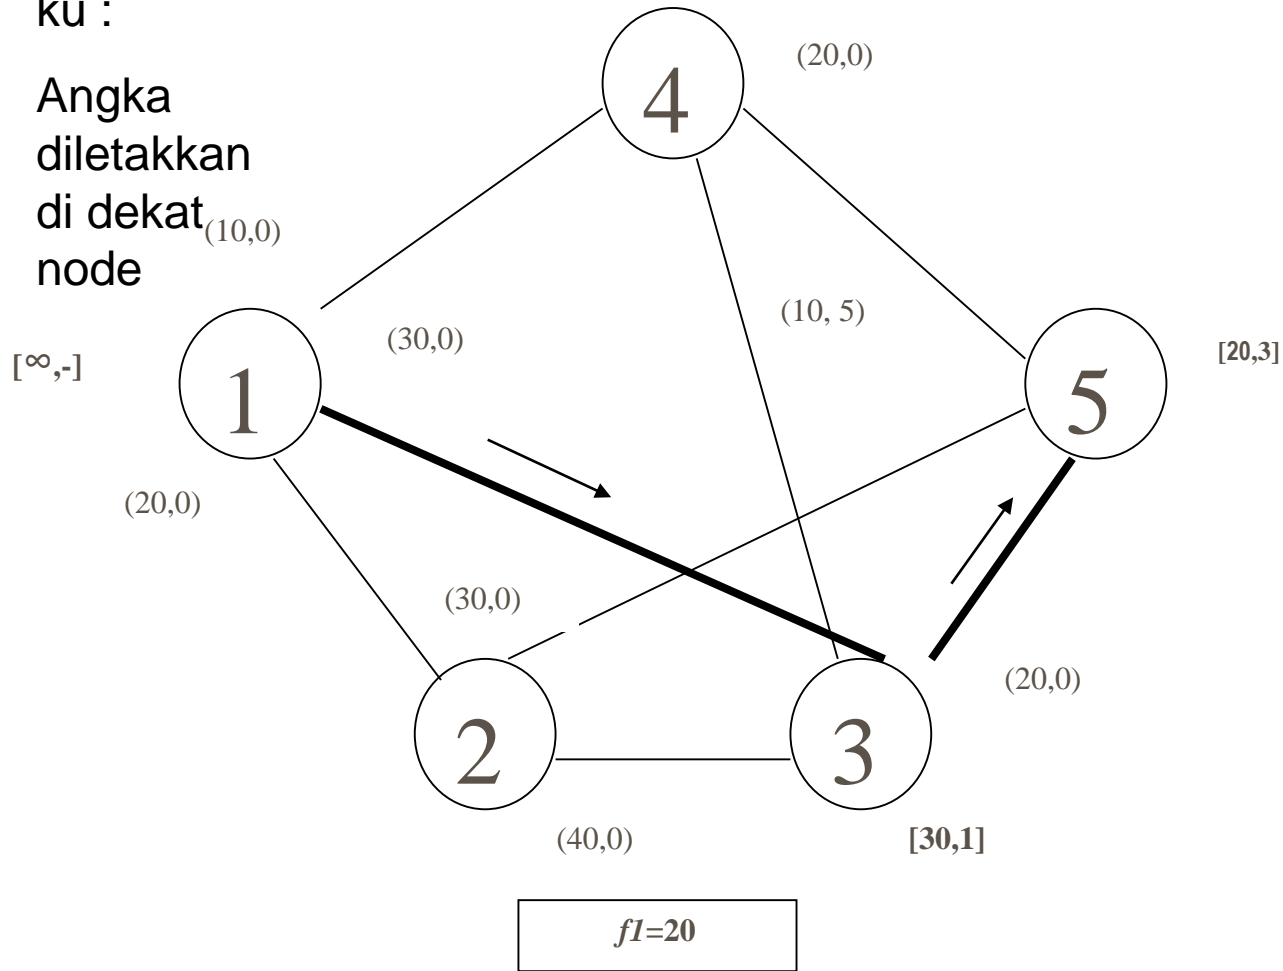 ku :
(20,0)
4
Angka
diletakkan
di dekat
(10,0)
node
(30,0)
(10, 5)
[∞,-]
1
5
[20,3]
(20,0)
(30,0)
(20,0)
2
3
(40,0)
[30,1]
f1=20